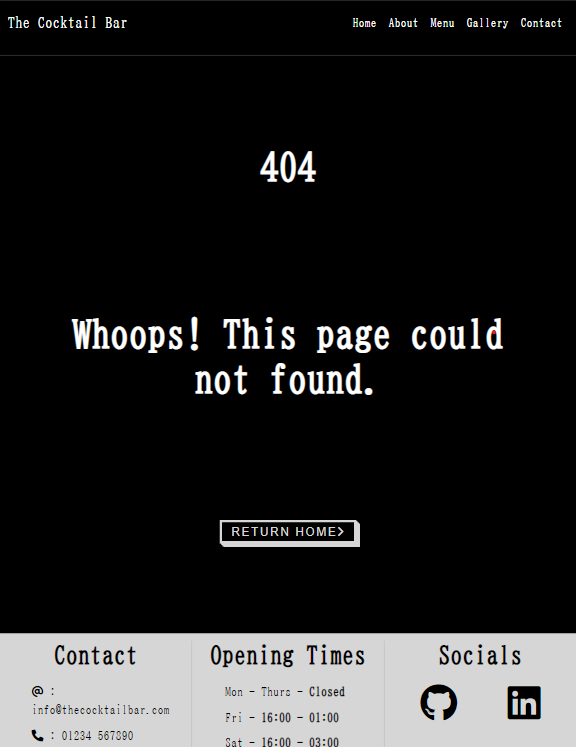 The Cocktail Bar
Home About Menu Gallery Contact
404
Whoops! This page could
not found.
RETURN HOME
Contact
@ :
info@thecocktailbar.com
: 01234 567890
Opening Times
Mon - Thurs - Closed
Fri - 16:00 - 01:00
Sat - 16:00 - 03:00
Socials
in